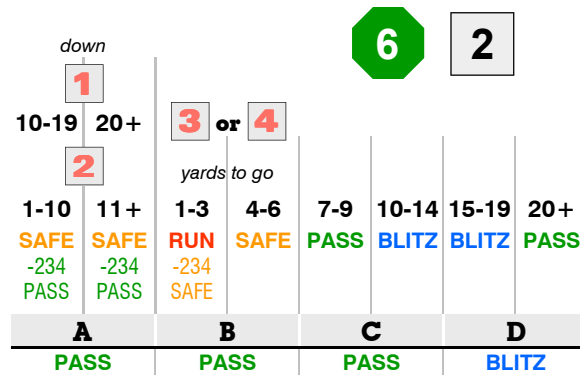 6 2
down
1
10-19 20+ 3 or 4
2 yards to go
1-10 11+ 1-3 4-6 7-9 10-14 15-19 20+
SAFE SAFE RUN SAFE PASS BLITZ BLITZ PASS
-234 -234 -234
PASS PASS SAFE
A B C D
PASS PASS PASS BLITZ